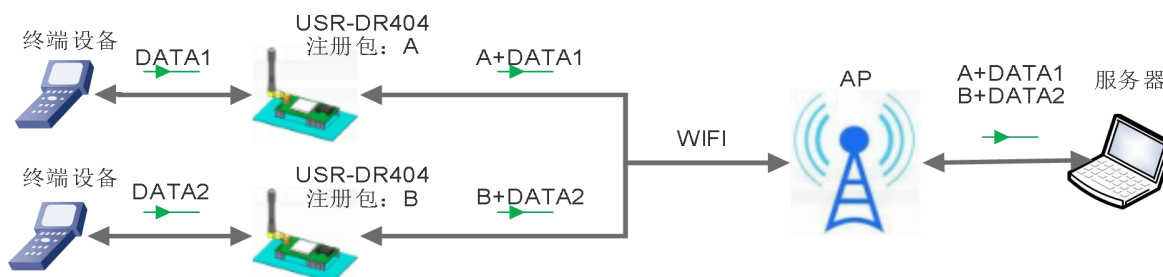 终端设备
DATA1
USR-DR404
注册包：A
A+DATA1
AP
A+DATA1
B+DATA2
服务器
WIFI
终端设备
DATA2
USR-DR404
注册包：B
B+DATA2